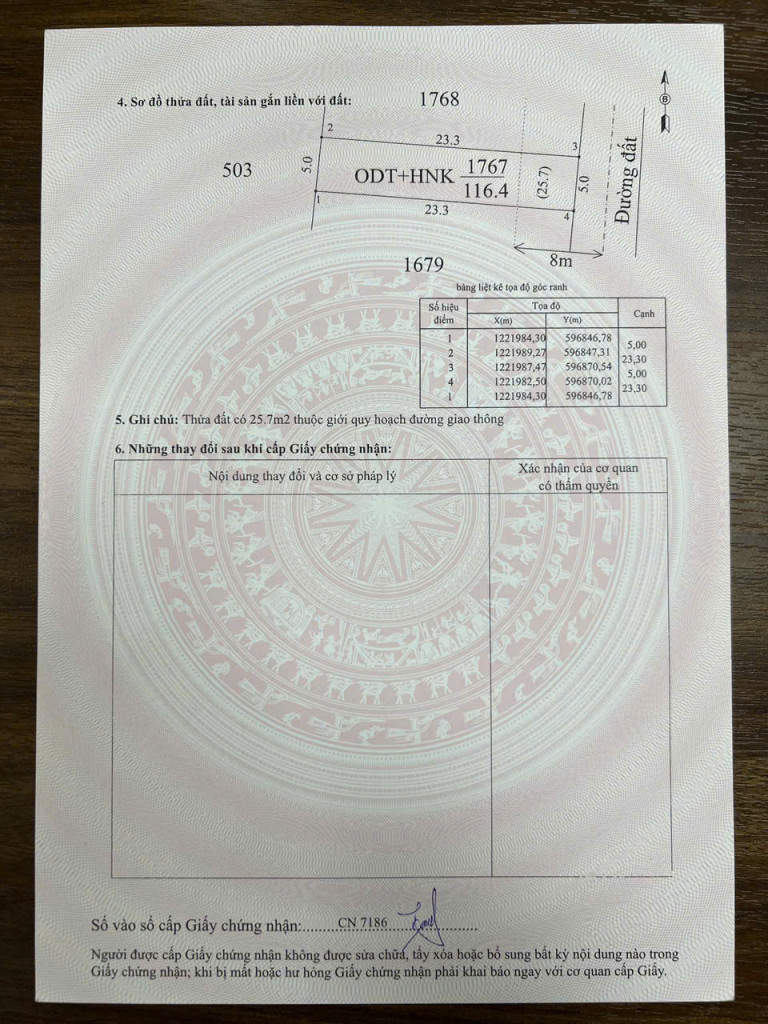 4. Sơ đồ thửa đất, tài sản gắn liền với đất:
1768
B
2
23.3
3
503
5.0
ODT+HNK 1767
116.4
(25.7)
5.0
Đường đất
1
23.3
4
8m
1679
bảng liệt kê tọa độ góc ranh
Số hiệu điểm
Tọa độ
Cạnh
X(m)
Y(m)
1 1221984,30 596846,78
5,00
2 1221989,27 596847,31
23,30
3 1221987,47 596870,54
5,00
4 1221982,50 596870,02
23,30
1 1221984,30 596846,78
5. Ghi chú: Thửa đất có 25.7m2 thuộc giới quy hoạch đường giao thông
6. Những thay đổi sau khi cấp Giấy chứng nhận:
Nội dung thay đổi và cơ sở pháp lý
Xác nhận của cơ quan
có thẩm quyền
Số vào sổ cấp Giấy chứng nhận:..........CN 7186..........
Người được cấp Giấy chứng nhận không được sửa chữa, tẩy xóa hoặc bổ sung bất kỳ nội dung nào trong
Giấy chứng nhận; khi bị mất hoặc hư hỏng Giấy chứng nhận phải khai báo ngay với cơ quan cấp Giấy.